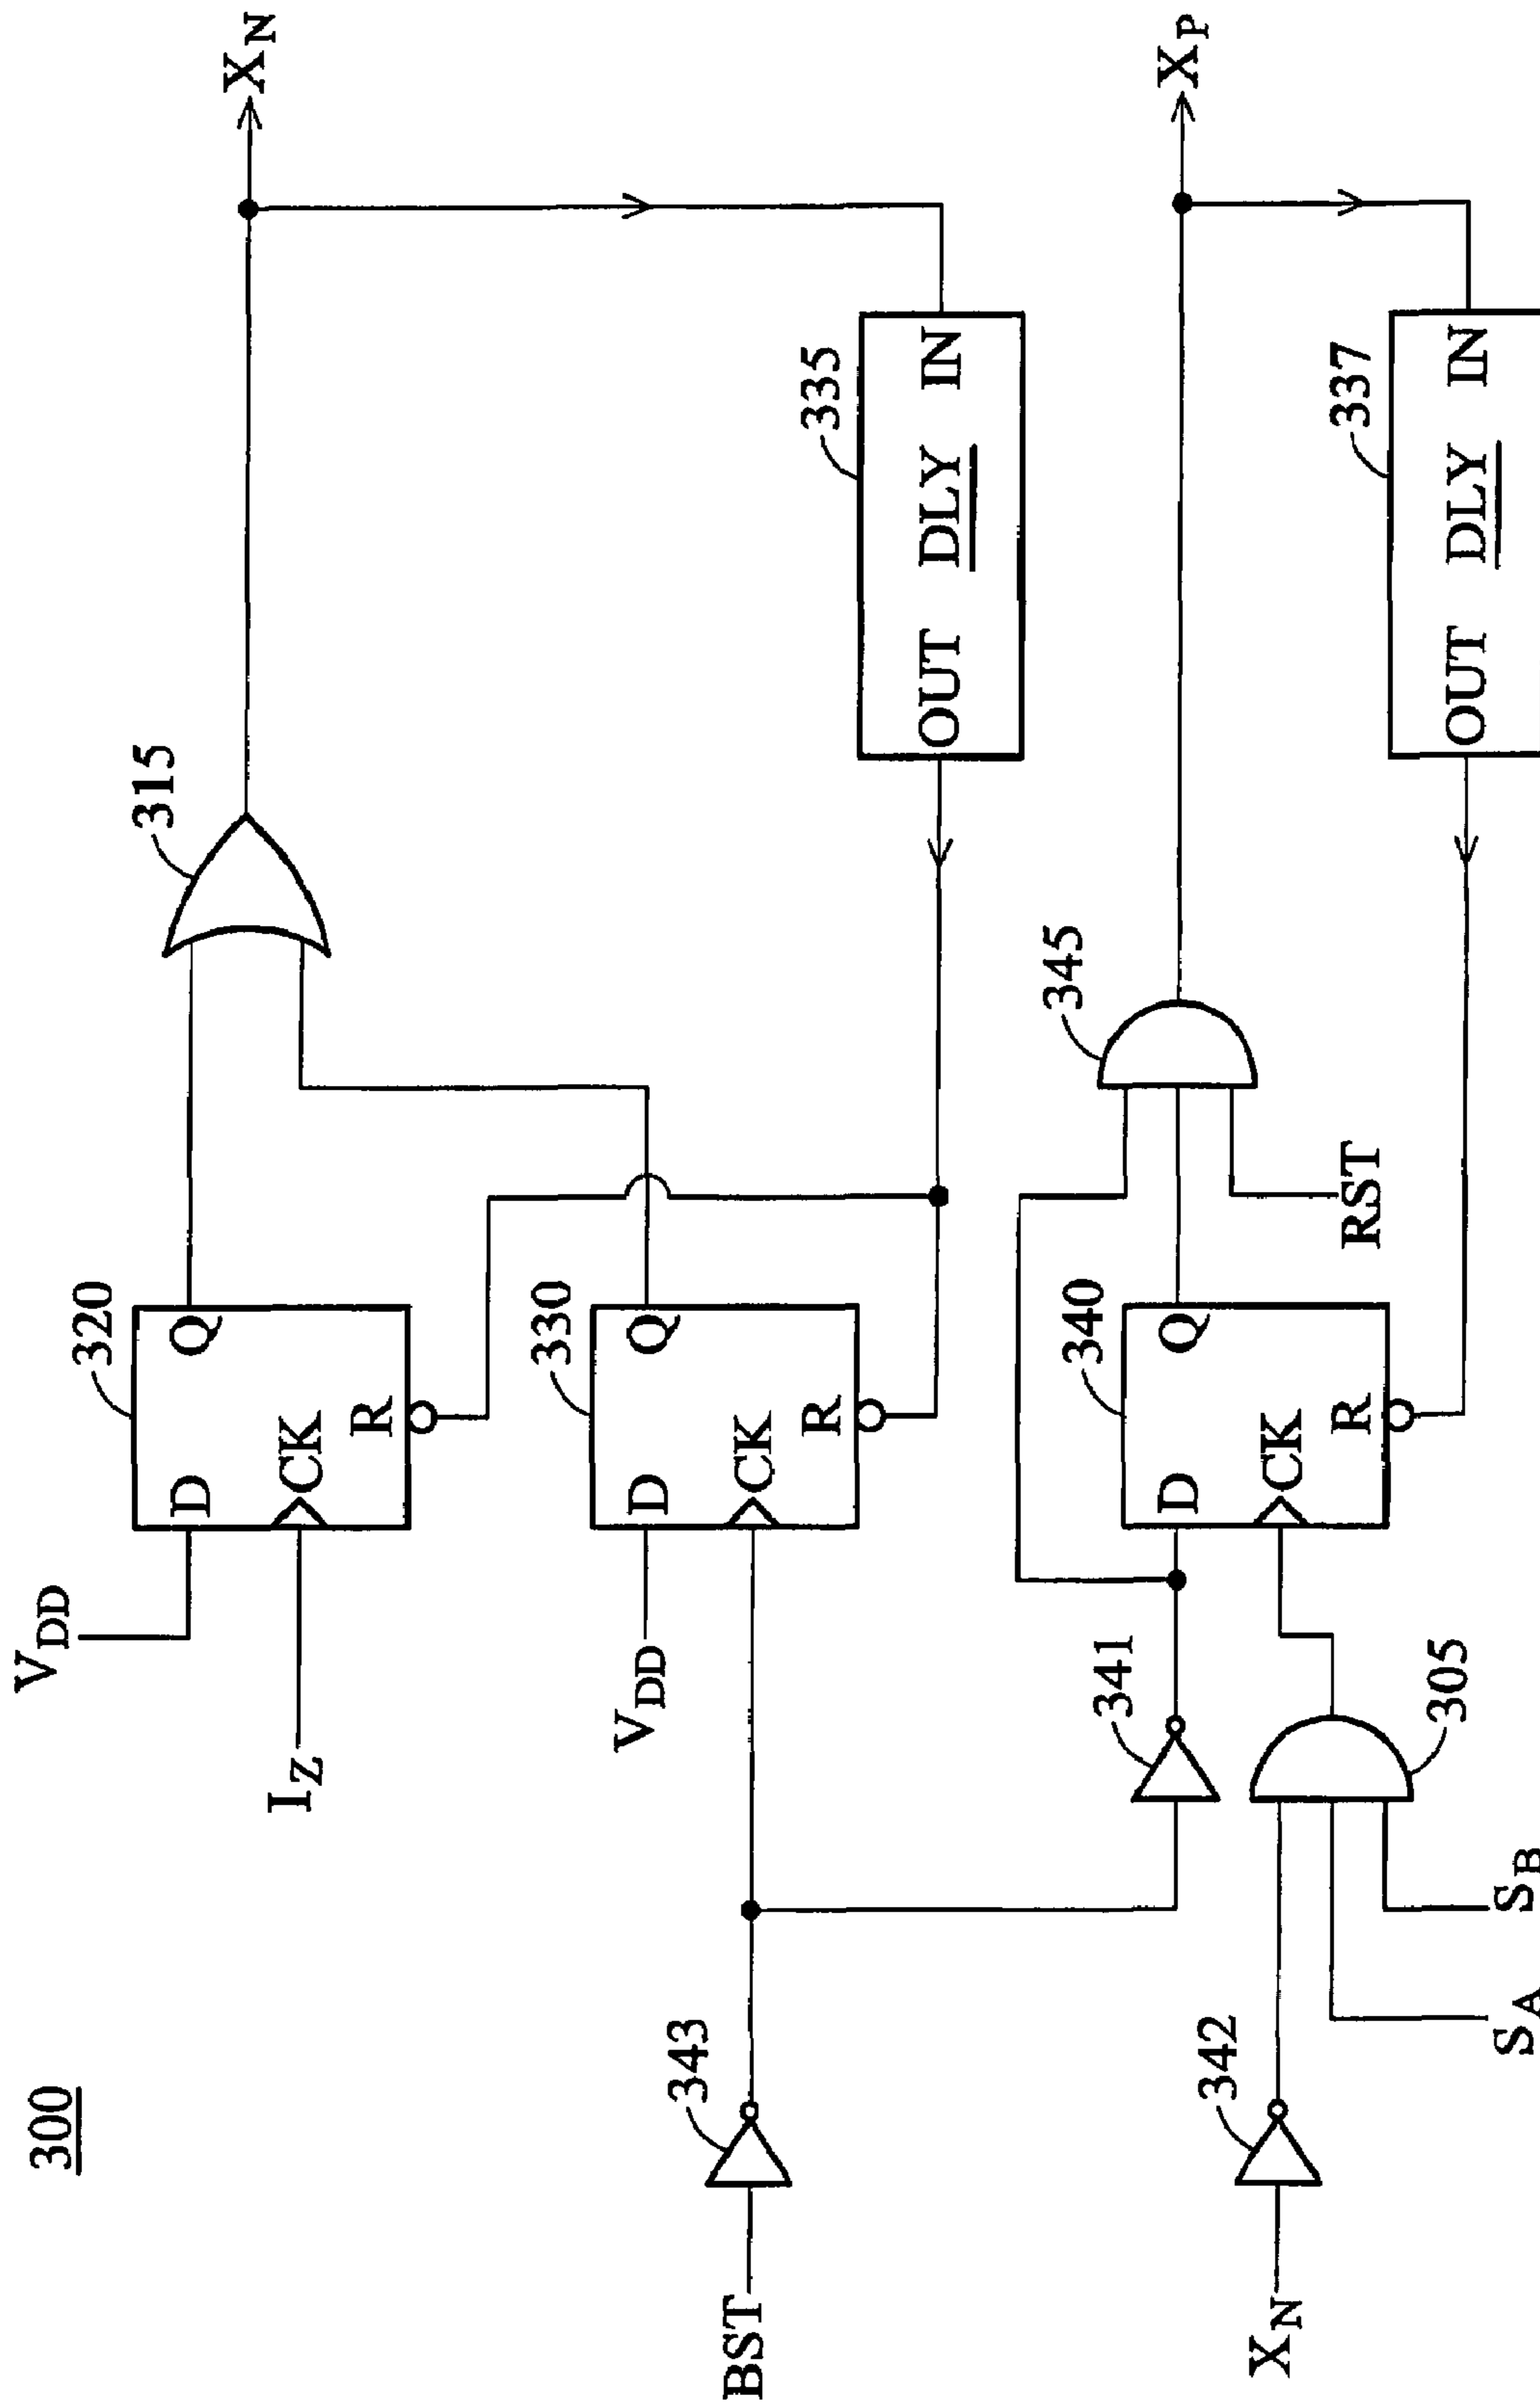 300
V_DD
320
D
Q
I_Z
CK
R
315
X_N
V_DD
330
D
Q
BST
343
CK
R
335
OUT DLY IN
341
340
D
Q
345
X_P
X_N
342
CK
R
RST
305
S_A
S_B
337
OUT DLY IN